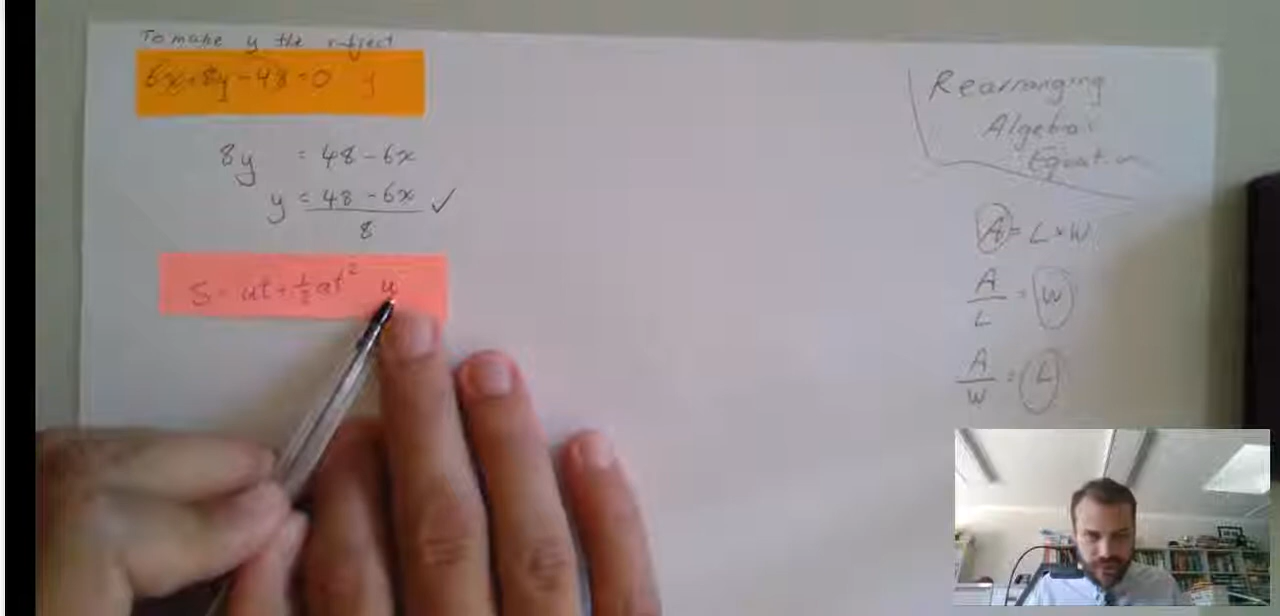 To make y the subject
6x+8y-48=0 y
8y = 48-6x
y = 48-6x ✓
8
S = ut+½at² u
Rearranging
Algebraic
Equation
A = L×W
A/L = W
A/W = L